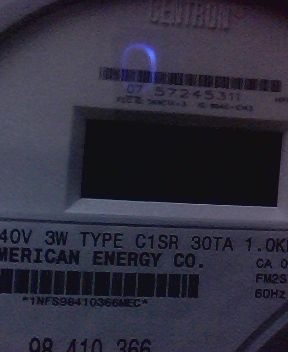 CENTRON
07 57245311
40V 3W TYPE C1SR 30TA 1.0K
MERICAN ENERGY CO.
CA 0
FM2S
60Hz
*1NFS98410366MEC*
98 410 366